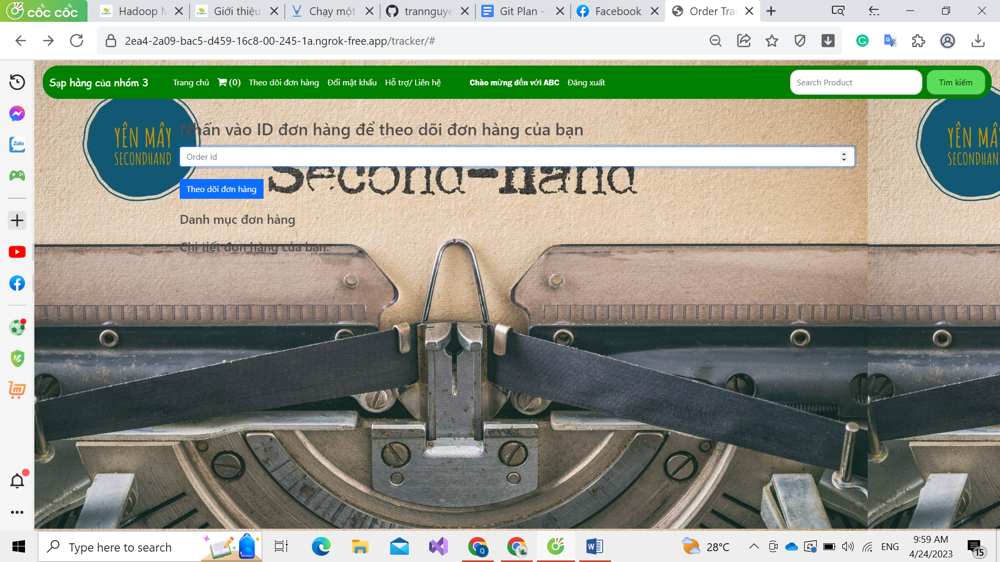 cốc cốc
Hadoop M
Giới thiệu
Chạy một
trannguye
Git Plan -
Facebook
Order Trac
2ea4-2a09-bac5-d459-16c8-00-245-1a.ngrok-free.app/tracker/#
Sạp hàng của nhóm 3
Trang chủ
(0)
Theo dõi đơn hàng
Đổi mật khẩu
Hỗ trợ/ Liên hệ
Chào mừng đến với ABC
Đăng xuất
Search Product
Tìm kiếm
YÊN MÂY
SECONDHAND
YÊN MÂ
SECONDHAN
Zalo
Nhấn vào ID đơn hàng để theo dõi đơn hàng của bạn
Order Id
Second-hand
Theo dõi đơn hàng
Danh mục đơn hàng
Chi tiết đơn hàng của bạn:
Type here to search
28°C
ENG
9:59 AM
4/24/2023
15